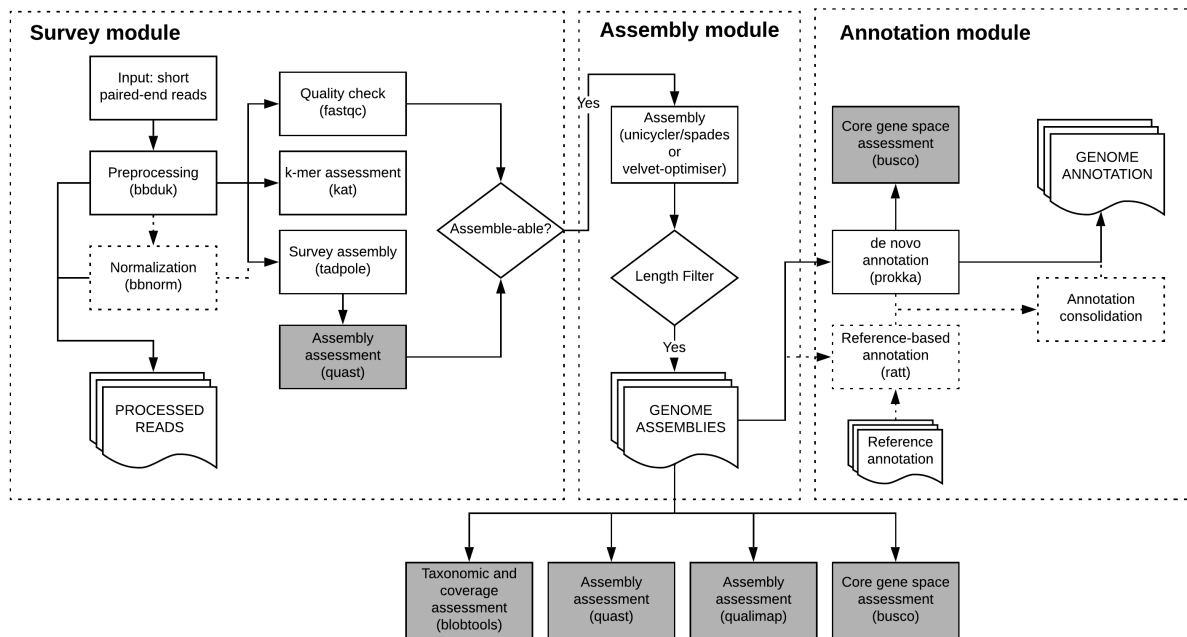 Survey module
Input: short
paired-end reads
Preprocessing
(bbduk)
Normalization
(bbnorm)
PROCESSED
READS
Quality check
(fastqc)
k-mer assessment
(kat)
Survey assembly
(tadpole)
Assembly
assessment
(quast)
Assemble-able?
Yes
Assembly module
Assembly
(unicycler/spades
or
velvet-optimiser)
Length Filter
Yes
GENOME
ASSEMBLIES
Annotation module
Core gene space
assessment
(busco)
de novo
annotation
(prokka)
Reference-based
annotation
(ratt)
Reference
annotation
GENOME
ANNOTATION
Annotation
consolidation
Taxonomic and
coverage
assessment
(blobtools)
Assembly
assessment
(quast)
Assembly
assessment
(qualimap)
Core gene space
assessment
(busco)